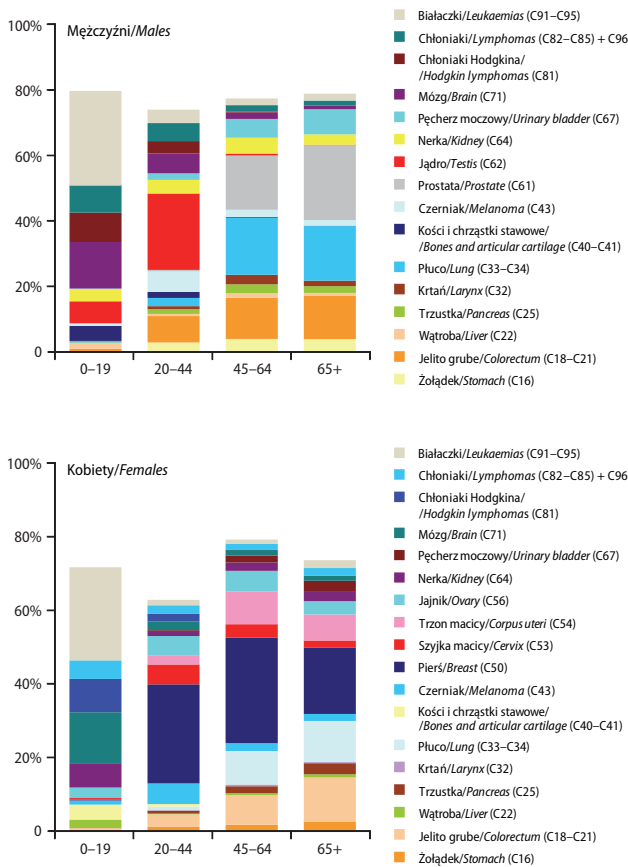 Mężczyźni/Males
100%
80%
60%
40%
20%
0
0–19
20–44
45–64
65+
Białaczki/Leukaemias (C91–C95)
Chłoniaki/Lymphomas (C82–C85) + C96
Chłoniaki Hodgkina/
/Hodgkin lymphomas (C81)
Mózg/Brain (C71)
Pęcherz moczowy/Urinary bladder (C67)
Nerka/Kidney (C64)
Jądro/Testis (C62)
Prostata/Prostate (C61)
Czerniak/Melanoma (C43)
Kości i chrząstki stawowe/
/Bones and articular cartilage (C40–C41)
Płuco/Lung (C33–C34)
Krtań/Larynx (C32)
Trzustka/Pancreas (C25)
Wątroba/Liver (C22)
Jelito grube/Colorectum (C18–C21)
Żołądek/Stomach (C16)
Kobiety/Females
100%
80%
60%
40%
20%
0
0–19
20–44
45–64
65+
Białaczki/Leukaemias (C91–C95)
Chłoniaki/Lymphomas (C82–C85) + C96
Chłoniaki Hodgkina/
/Hodgkin lymphomas (C81)
Mózg/Brain (C71)
Pęcherz moczowy/Urinary bladder (C67)
Nerka/Kidney (C64)
Jajnik/Ovary (C56)
Trzon macicy/Corpus uteri (C54)
Szyjka macicy/Cervix (C53)
Pierś/Breast (C50)
Czerniak/Melanoma (C43)
Kości i chrząstki stawowe/
/Bones and articular cartilage (C40–C41)
Płuco/Lung (C33–C34)
Krtań/Larynx (C32)
Trzustka/Pancreas (C25)
Wątroba/Liver (C22)
Jelito grube/Colorectum (C18–C21)
Żołądek/Stomach (C16)